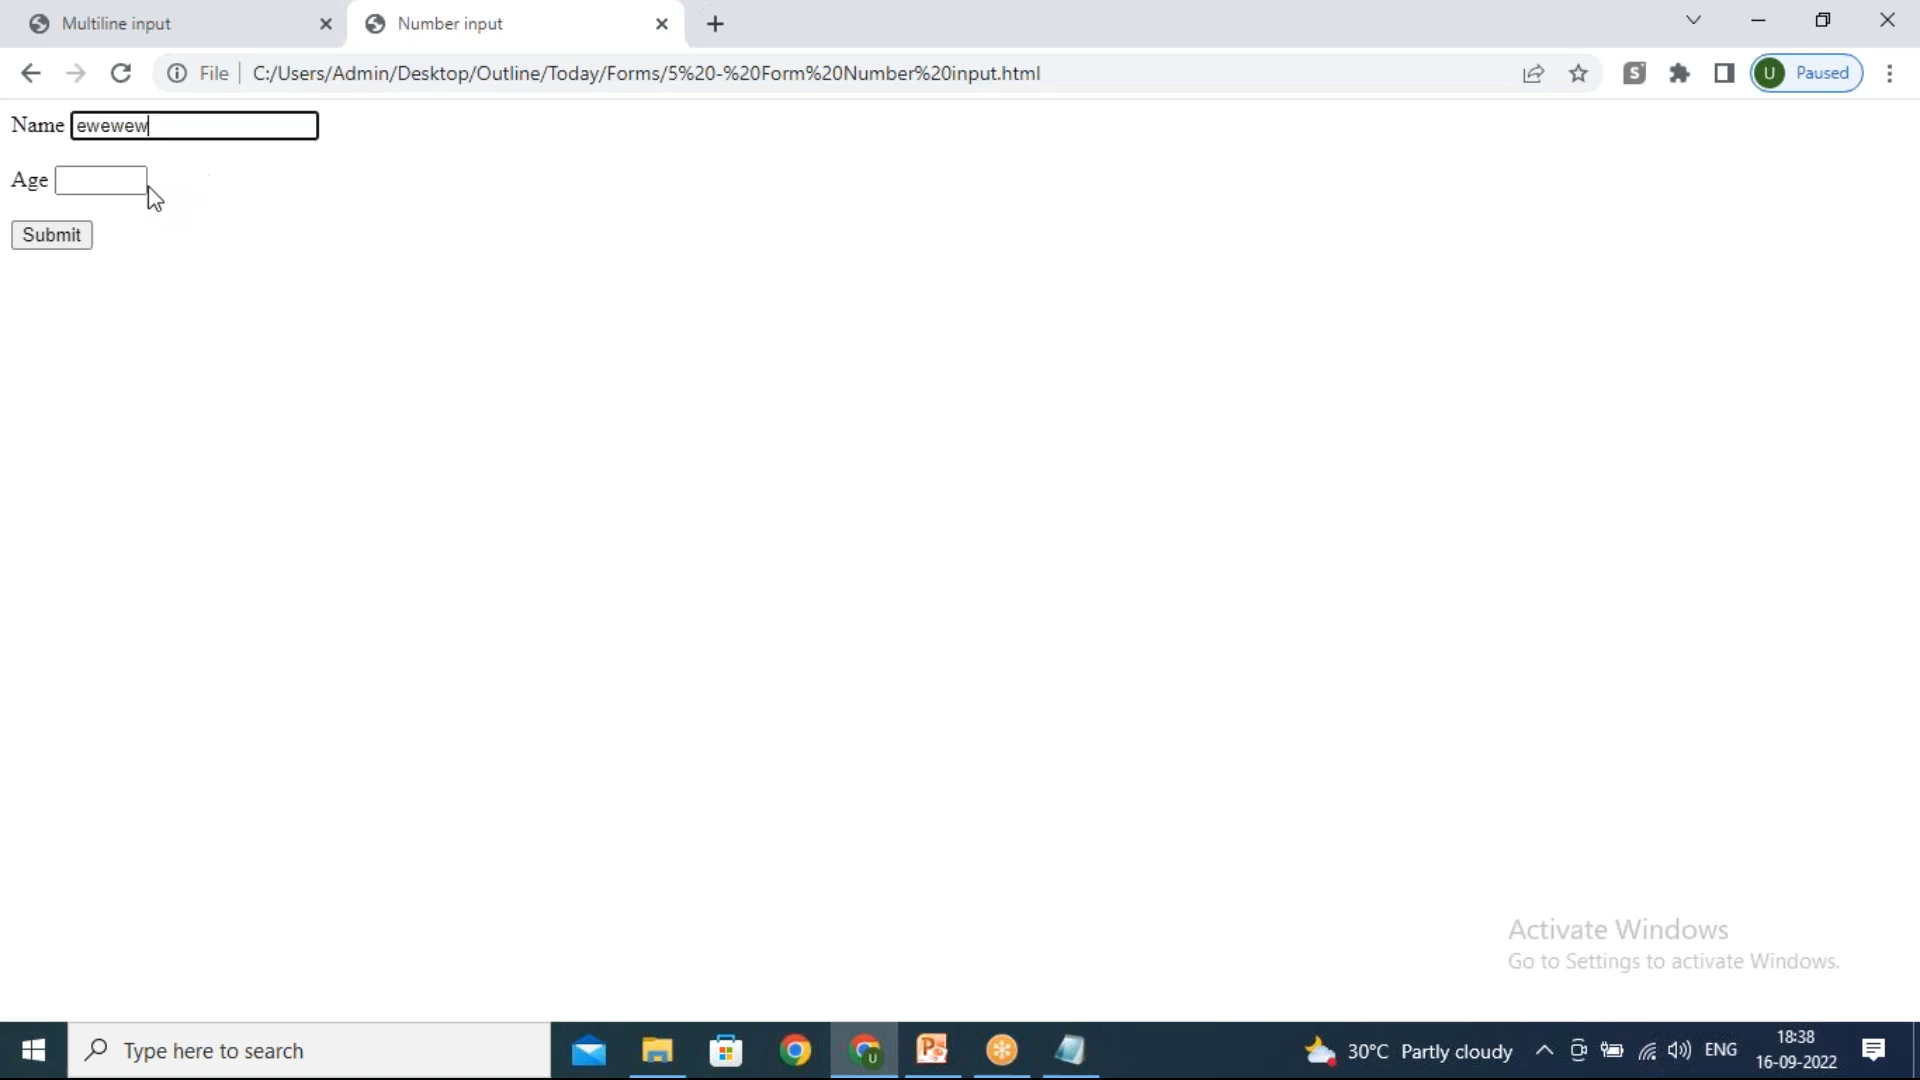 Multiline input
Number input
File C:/Users/Admin/Desktop/Outline/Today/Forms/5%20-%20Form%20Number%20input.html
S
U Paused
Name ewewew
Age
Submit
Activate Windows
Go to Settings to activate Windows.
Type here to search
U
P
30°C Partly cloudy
ENG
18:38
16-09-2022